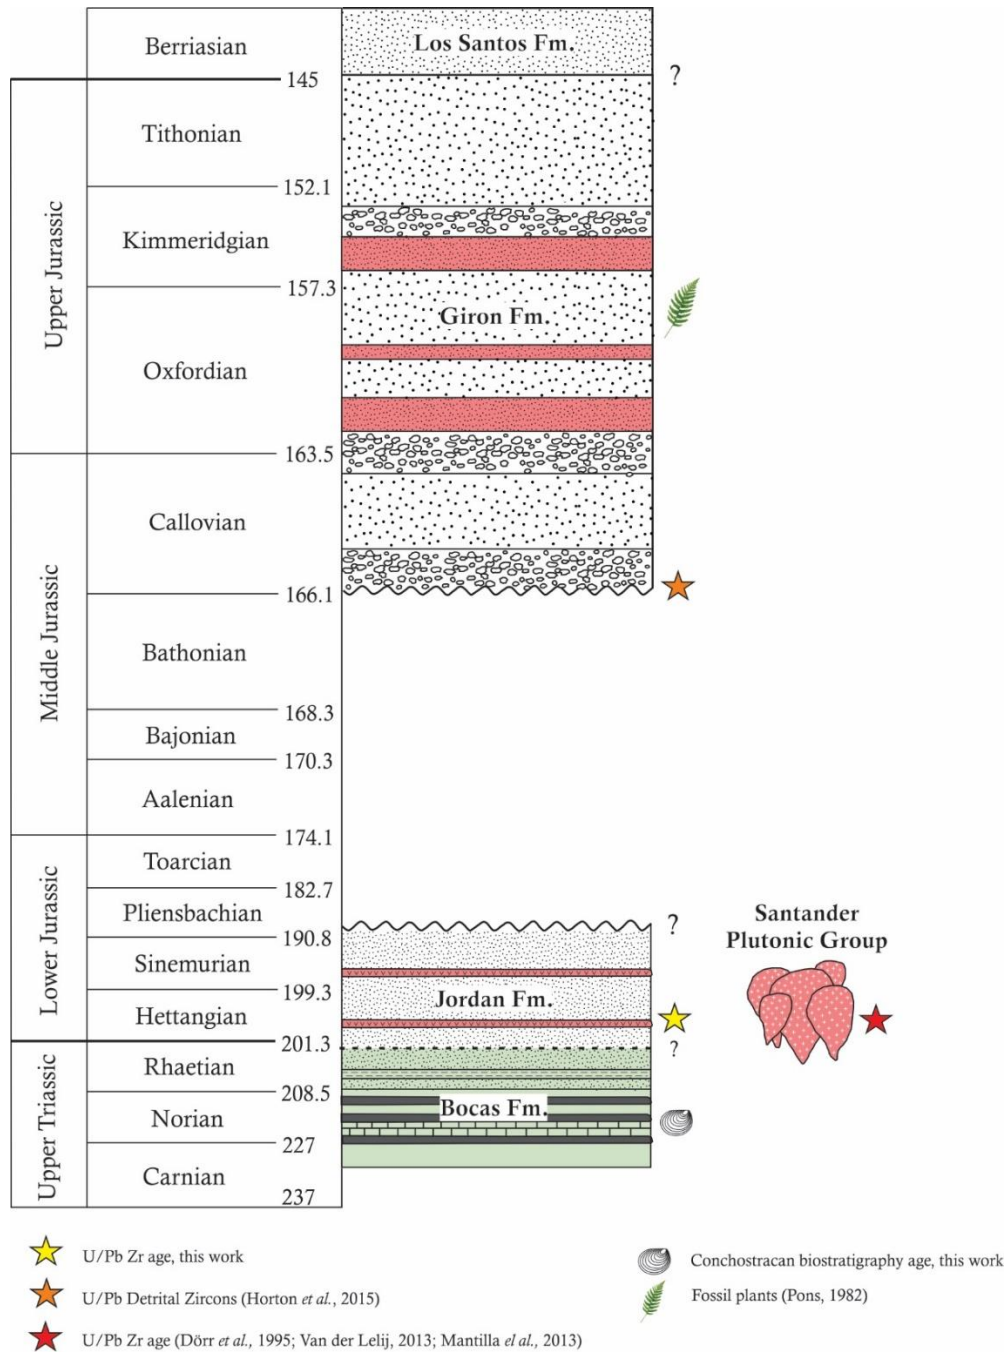 Berriasian
Los Santos Fm.
145
?
Tithonian
152.1
Kimmeridgian
157.3
Upper Jurassic
Giron Fm.
Oxfordian
163.5
Callovian
166.1
Middle Jurassic
Bathonian
168.3
Bajonian
170.3
Aalenian
174.1
Toarcian
182.7
Lower Jurassic
Pliensbachian
?
Santander
Plutonic Group
190.8
Sinemurian
199.3
Jordan Fm.
Hettangian
201.3
?
Rhaetian
208.5
Upper Triassic
Bocas Fm.
Norian
227
Carnian
237
U/Pb Zr age, this work
Conchostracan biostratigraphy age, this work
U/Pb Detrital Zircons (Horton et al., 2015)
Fossil plants (Pons, 1982)
U/Pb Zr age (Dörr et al., 1995; Van der Lelij, 2013; Mantilla el al., 2013)